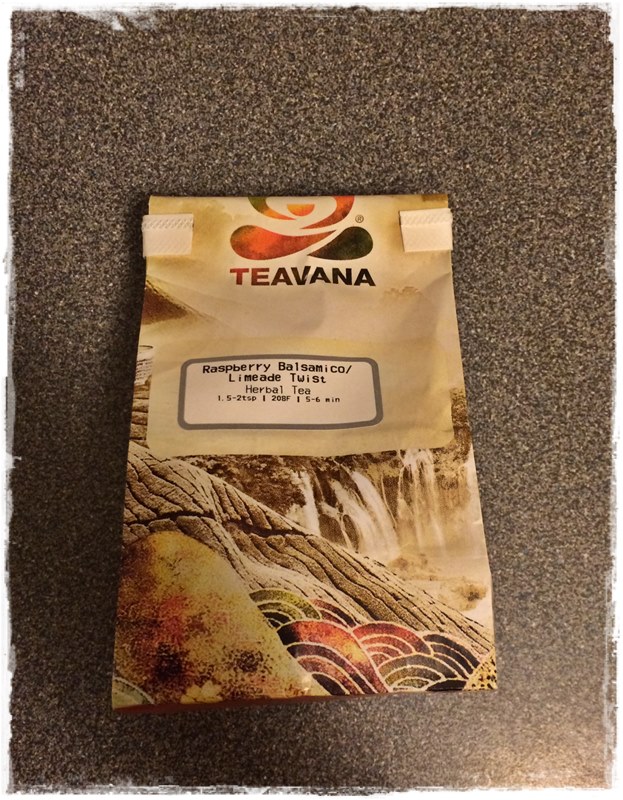 ®
TEAVANA
Raspberry Balsamico/
Limeade Twist
Herbal Tea
1.5-2tsp | 208F | 5-6 min